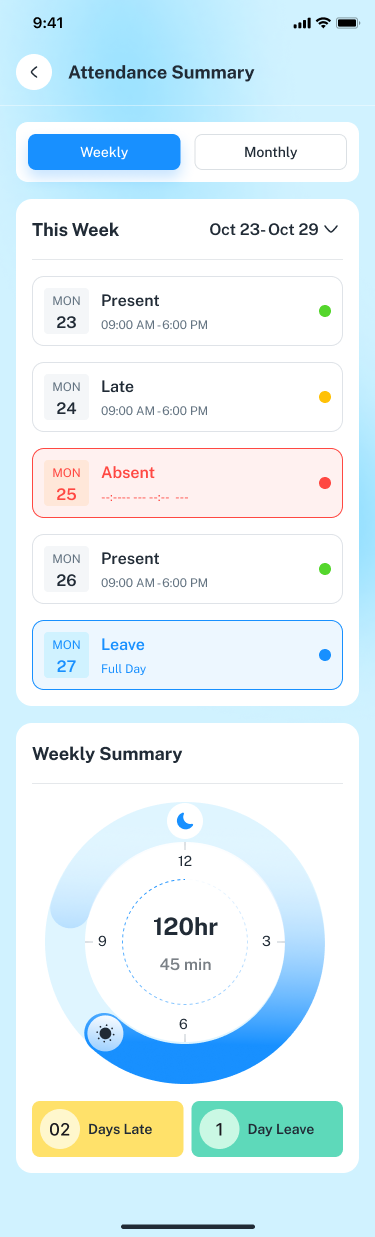 9:41
Attendance Summary
Weekly Monthly
This Week Oct 23- Oct 29
MON
23
Present
09:00 AM - 6:00 PM
MON
24
Late
09:00 AM - 6:00 PM
MON
25
Absent
--:---- --- --:-- ---
MON
26
Present
09:00 AM - 6:00 PM
MON
27
Leave
Full Day
Weekly Summary
12
9
120hr
3
45 min
6
02 Days Late
1 Day Leave